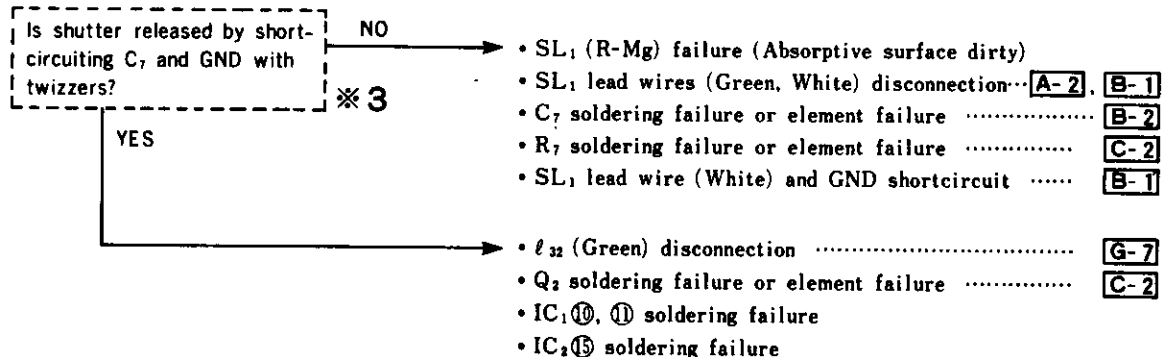 Is shutter released by short-
circuiting C₇ and GND with
twizzers?
※3
NO
• SL₁ (R-Mg) failure (Absorptive surface dirty)
• SL₁ lead wires (Green, White) disconnection…A-2, B-1
• C₇ soldering failure or element failure ………………… B-2
• R₇ soldering failure or element failure ………………… C-2
• SL₁ lead wire (White) and GND shortcircuit …… B-1
YES
• ℓ₃₂ (Green) disconnection ………………………………… G-7
• Q₂ soldering failure or element failure ………………… C-2
• IC₁⑩, ⑪ soldering failure
• IC₂⑮ soldering failure